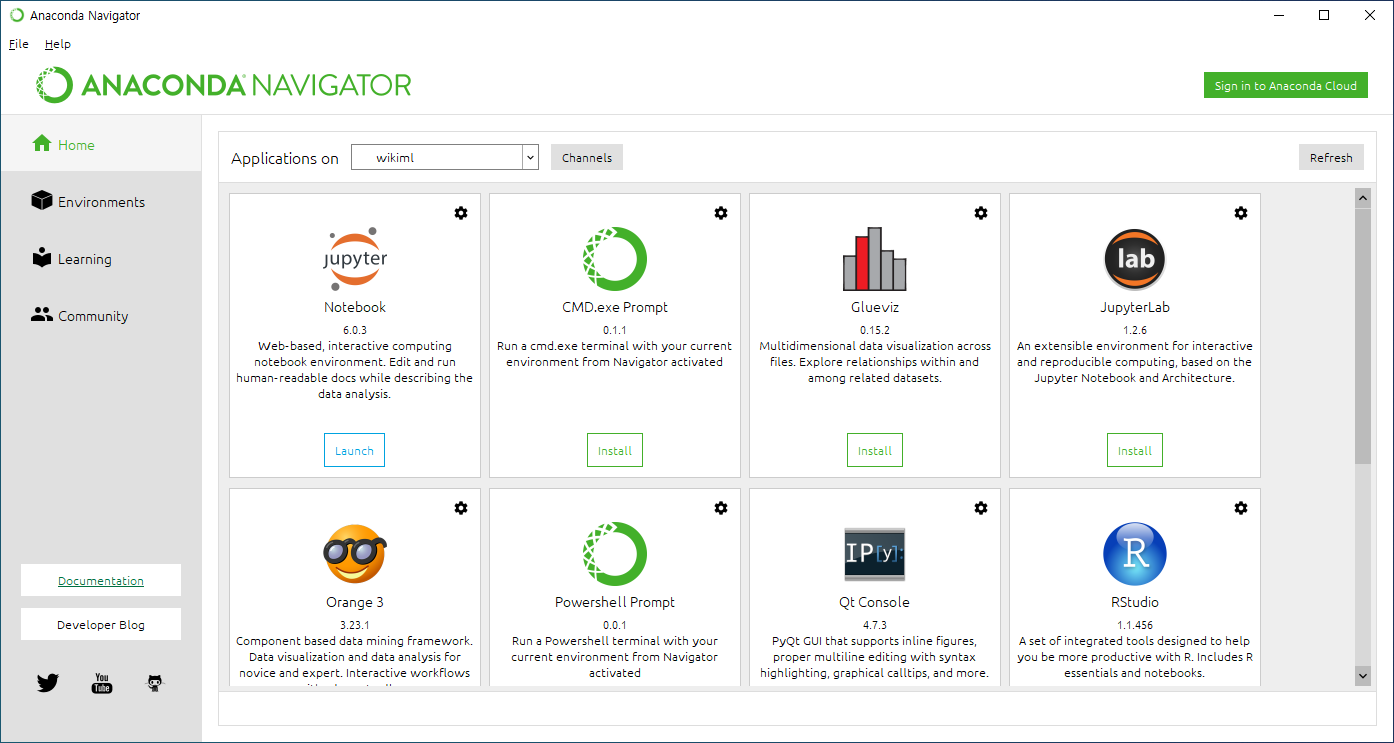 Anaconda Navigator
File Help
ANACONDA NAVIGATOR
Sign in to Anaconda Cloud
Home
Environments
Learning
Community
Documentation
Developer Blog
You
Tube
Applications on wikiml Channels Refresh
jupyter
Notebook
6.0.3
Web-based, interactive computing
notebook environment. Edit and run
human-readable docs while describing the
data analysis.
Launch
CMD.exe Prompt
0.1.1
Run a cmd.exe terminal with your current
environment from Navigator activated
Install
Glueviz
0.15.2
Multidimensional data visualization across
files. Explore relationships within and
among related datasets.
Install
lab
JupyterLab
1.2.6
An extensible environment for interactive
and reproducible computing, based on the
Jupyter Notebook and Architecture.
Install
Orange 3
3.23.1
Component based data mining framework.
Data visualization and data analysis for
novice and expert. Interactive workflows
Powershell Prompt
0.0.1
Run a Powershell terminal with your
current environment from Navigator
activated
IP[y]:
Qt Console
4.7.3
PyQt GUI that supports inline figures,
proper multiline editing with syntax
highlighting, graphical calltips, and more.
R
RStudio
1.1.456
A set of integrated tools designed to help
you be more productive with R. Includes R
essentials and notebooks.